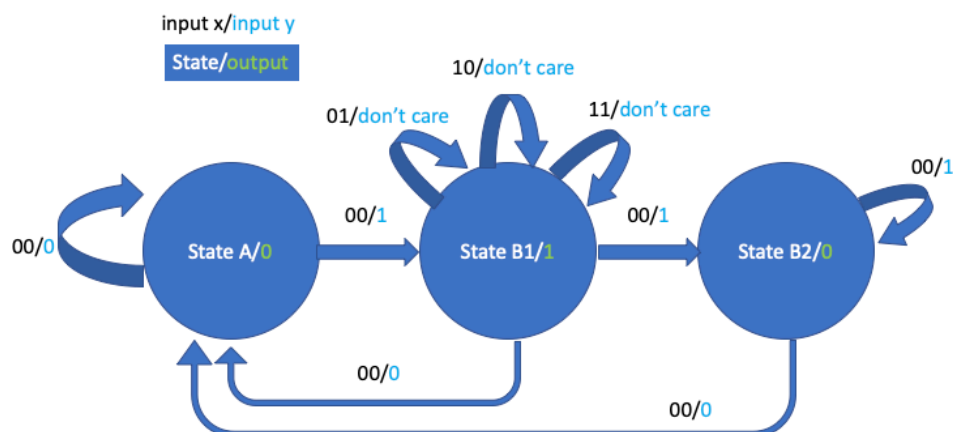 input x/input y
State/output
10/don't care
01/don't care
11/don't care
00/1
00/1
00/1
00/0
State A/0
State B1/1
State B2/0
00/0
00/0